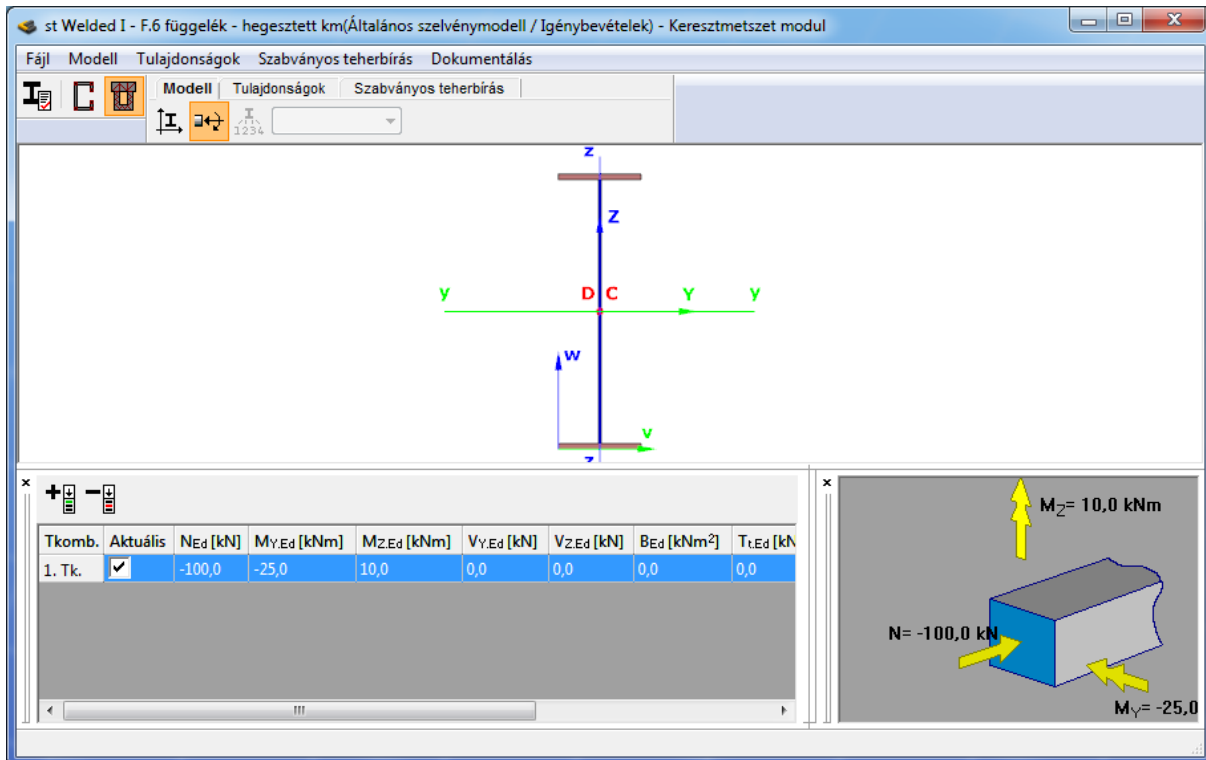 st Welded I - F.6 függelék - hegesztett km(Általános szelvénymodell / Igénybevételek) - Keresztmetszet modul
Fájl Modell Tulajdonságok Szabványos teherbírás Dokumentálás
Modell Tulajdonságok Szabványos teherbírás
1234
z
Z
y D C Y y
w
v
z
Tkomb. Aktuális NEd [kN] MY.Ed [kNm] MZ.Ed [kNm] VY.Ed [kN] VZ.Ed [kN] BEd [kNm²] Tt.Ed [kN
1. Tk. -100,0 -25,0 10,0 0,0 0,0 0,0 0,0
MZ= 10,0 kNm
N= -100,0 kN
MY= -25,0